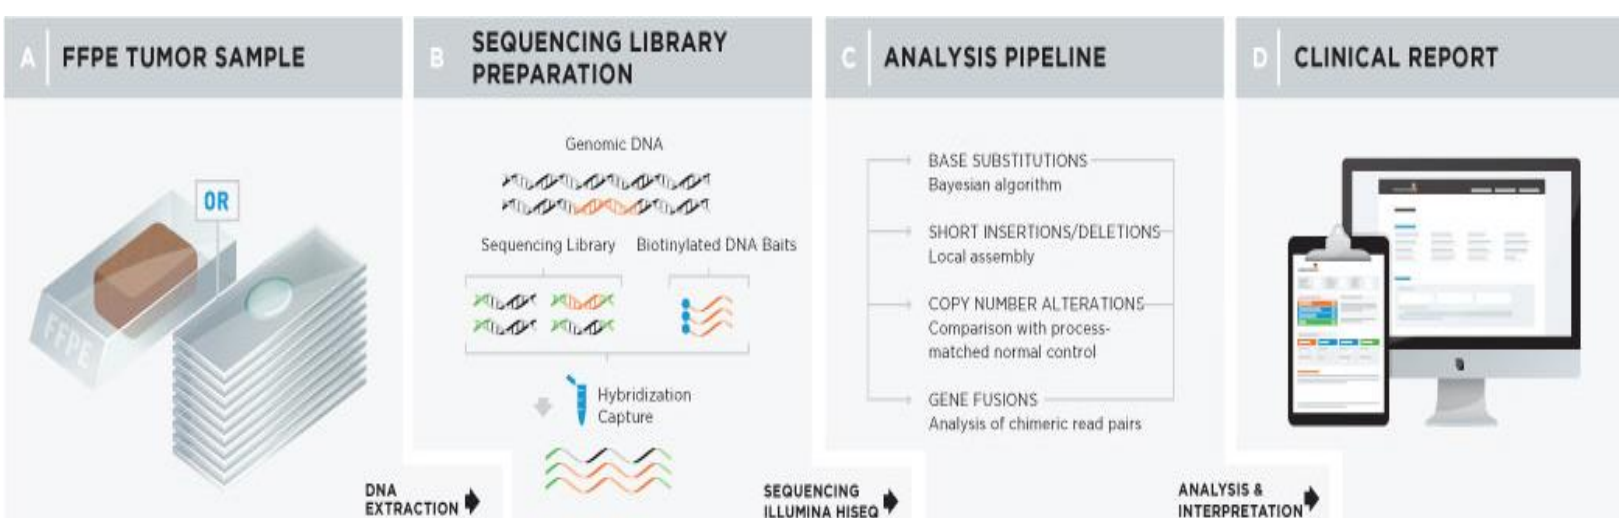 A
FFPE TUMOR SAMPLE
OR
FFPE
DNA
EXTRACTION
B
SEQUENCING LIBRARY
PREPARATION
Genomic DNA
Sequencing Library
Biotinylated DNA Baits
Hybridization
Capture
SEQUENCING
ILLUMINA HISEQ
C
ANALYSIS PIPELINE
BASE SUBSTITUTIONS
Bayesian algorithm
SHORT INSERTIONS/DELETIONS
Local assembly
COPY NUMBER ALTERATIONS
Comparison with process-
matched normal control
GENE FUSIONS
Analysis of chimeric read pairs
ANALYSIS &
INTERPRETATION
D
CLINICAL REPORT